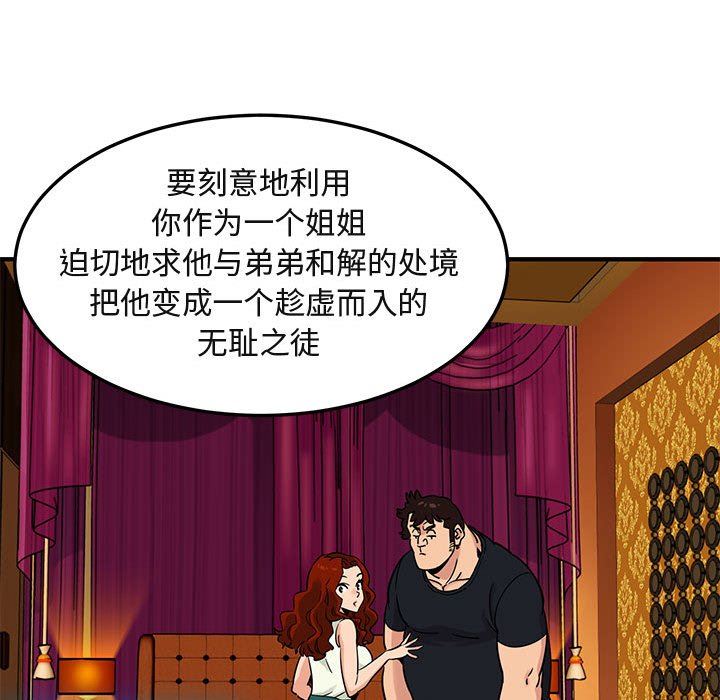 要刻意地利用
你作为一个姐姐
迫切地求他与弟弟和解的处境
把他变成一个趁虚而入的
无耻之徒